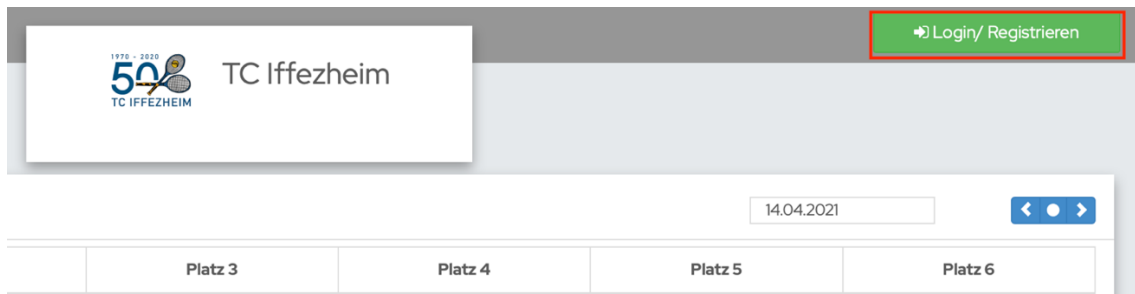 Login/ Registrieren
1970 - 2020
50
TC IFFEZHEIM
TC Iffezheim
14.04.2021
Platz 3 Platz 4 Platz 5 Platz 6